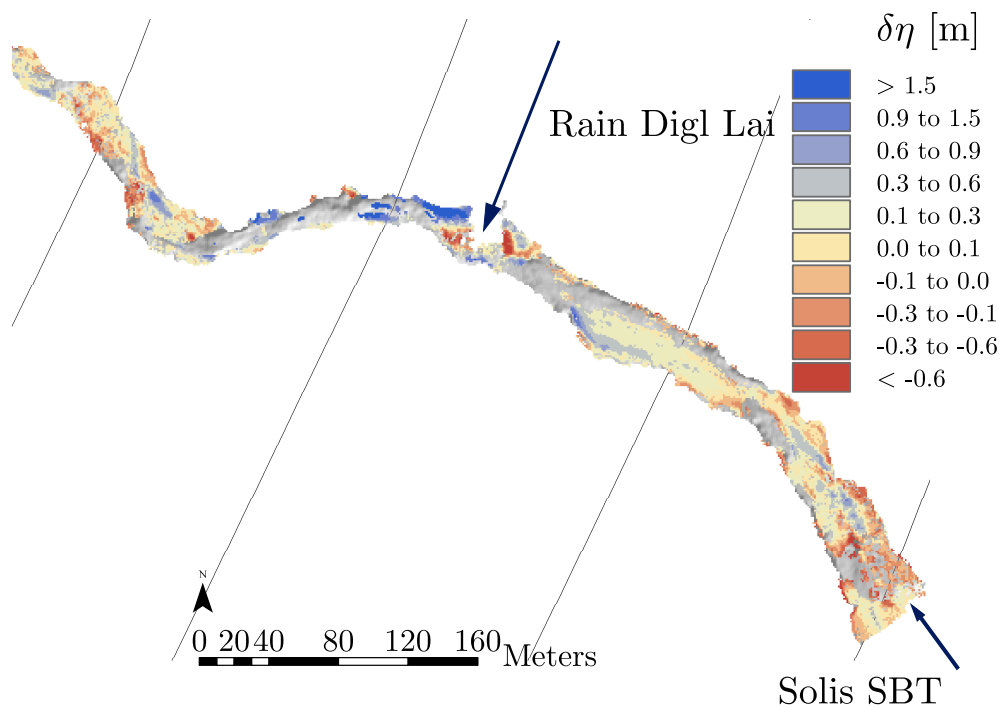 δη [m]
> 1.5
0.9 to 1.5
0.6 to 0.9
0.3 to 0.6
0.1 to 0.3
0.0 to 0.1
-0.1 to 0.0
-0.3 to -0.1
-0.3 to -0.6
< -0.6
Rain Digl Lai
N
0 20 40 80 120 160
Meters
Solis SBT